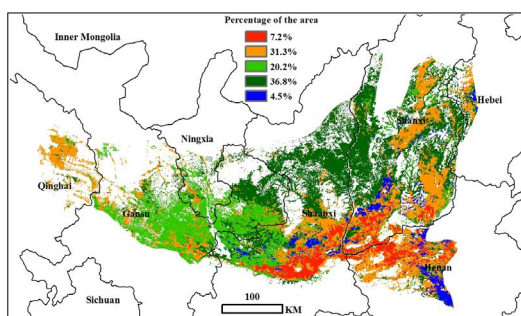 Percentage of the area
7.2%
31.3%
20.2%
36.8%
4.5%
Inner Mongolia
Hebei
Shanxi
Ningxia
Qinghai
Gansu
Shaanxi
Henan
Sichuan
100
KM